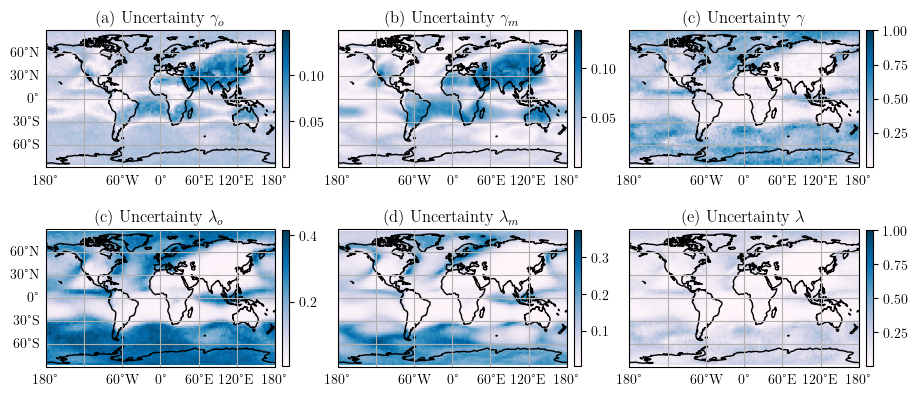 (a) Uncertainty γₒ (b) Uncertainty γₘ (c) Uncertainty γ
60°N 1.00
30°N 0.10 0.10 0.75
0° 0.50
30°S 0.05 0.05 0.25
60°S
180° 60°W 0° 60°E 120°E 180° 180° 60°W 0° 60°E 120°E 180° 180° 60°W 0° 60°E 120°E 180°
(c) Uncertainty λₒ (d) Uncertainty λₘ (e) Uncertainty λ
60°N 0.4 0.3 1.00
30°N 0.75
0° 0.2 0.2 0.50
30°S 0.1 0.25
60°S
180° 60°W 0° 60°E 120°E 180° 180° 60°W 0° 60°E 120°E 180° 180° 60°W 0° 60°E 120°E 180°